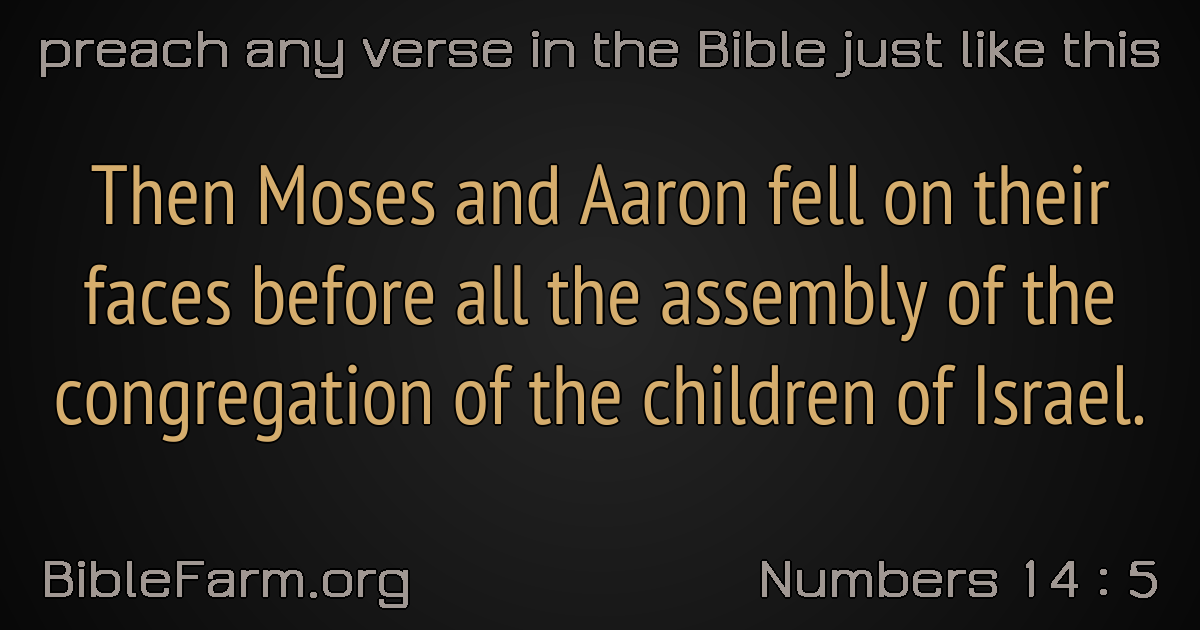 preach any verse in the Bible just like this
Then Moses and Aaron fell on their
faces before all the assembly of the
congregation of the children of Israel.
BibleFarm.org
Numbers 14 : 5